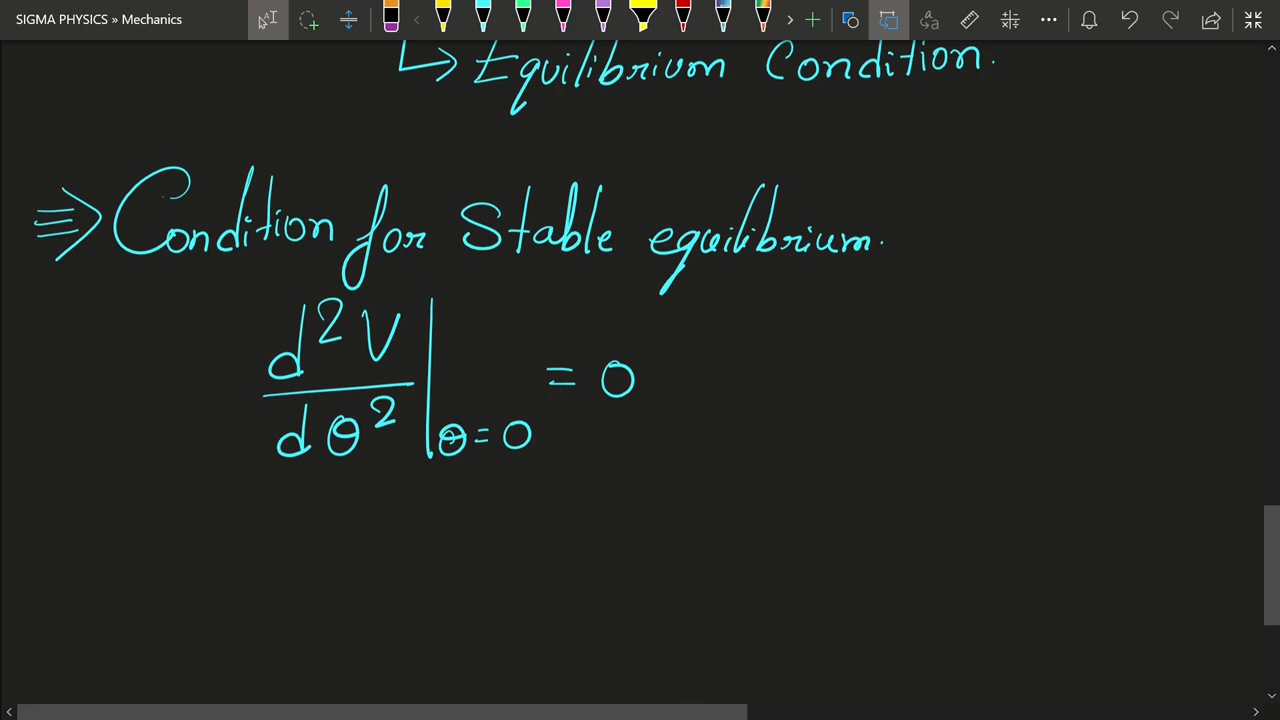 SIGMA PHYSICS » Mechanics
↳ Equilibrium Condition.
⇒ Condition for Stable equilibrium.
d²V/dθ² |θ=0 = 0